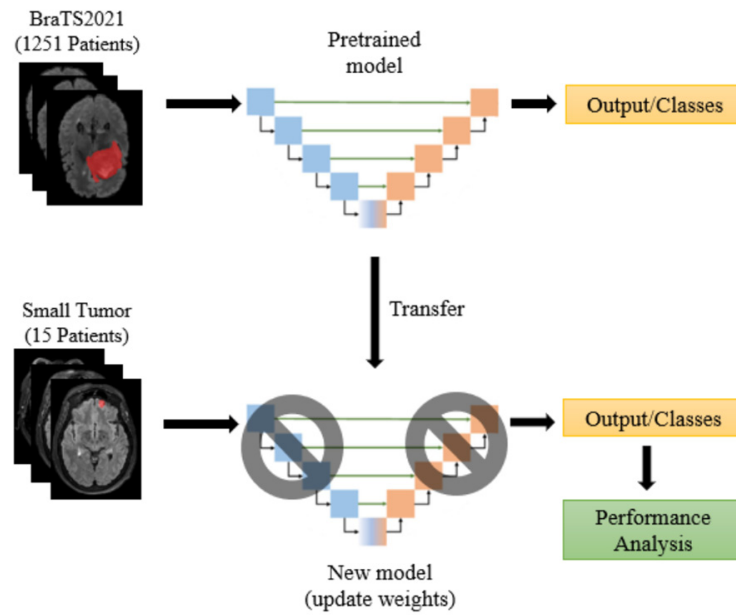 BraTS2021
(1251 Patients)
Pretrained
model
Output/Classes
Transfer
Small Tumor
(15 Patients)
Output/Classes
Performance
Analysis
New model
(update weights)